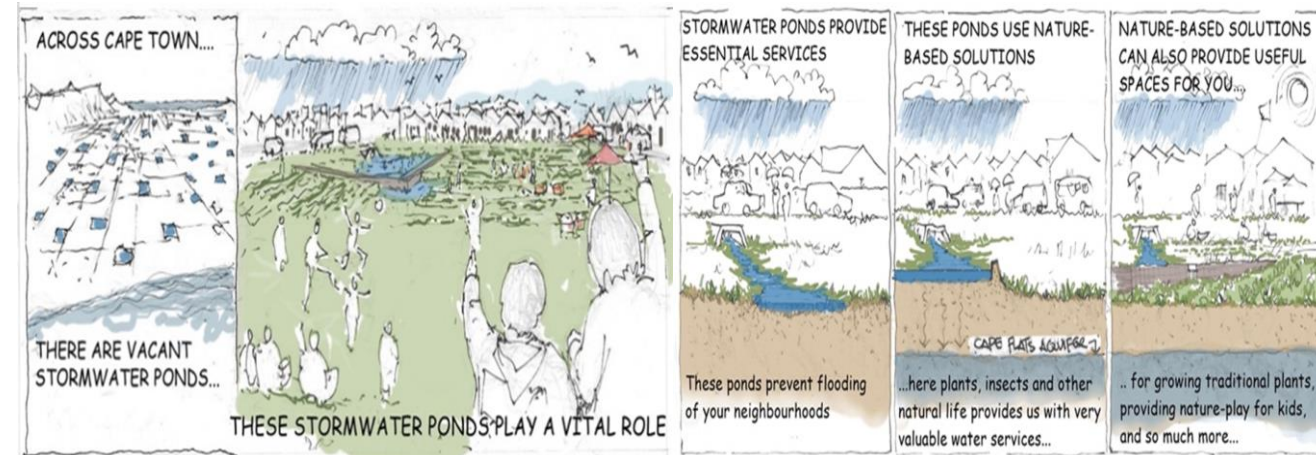 ACROSS CAPE TOWN....
THERE ARE VACANT
STORMWATER PONDS...
THESE STORMWATER PONDS PLAY A VITAL ROLE
STORMWATER PONDS PROVIDE
ESSENTIAL SERVICES
These ponds prevent flooding
of your neighbourhoods
THESE PONDS USE NATURE-
BASED SOLUTIONS
CAPE FLATS AQUIFER
...here plants, insects and other
natural life provides us with very
valuable water services...
NATURE-BASED SOLUTIONS
CAN ALSO PROVIDE USEFUL
SPACES FOR YOU...
.. for growing traditional plants,
providing nature-play for kids,
and so much more...